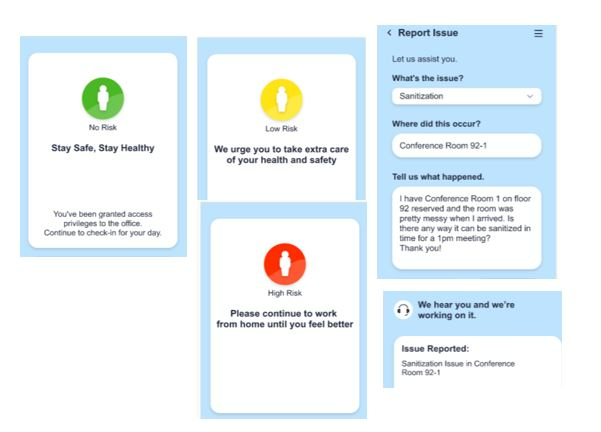 No Risk
Stay Safe, Stay Healthy
You've been granted access
privileges to the office.
Continue to check-in for your day.
Low Risk
We urge you to take extra care
of your health and safety
High Risk
Please continue to work
from home until you feel better
Report Issue
Let us assist you.
What's the issue?
Sanitization
Where did this occur?
Conference Room 92-1
Tell us what happened.
I have Conference Room 1 on floor
92 reserved and the room was
pretty messy when I arrived. Is
there any way it can be sanitized in
time for a 1pm meeting?
Thank you!
We hear you and we're
working on it.
Issue Reported:
Sanitization Issue in Conference
Room 92-1